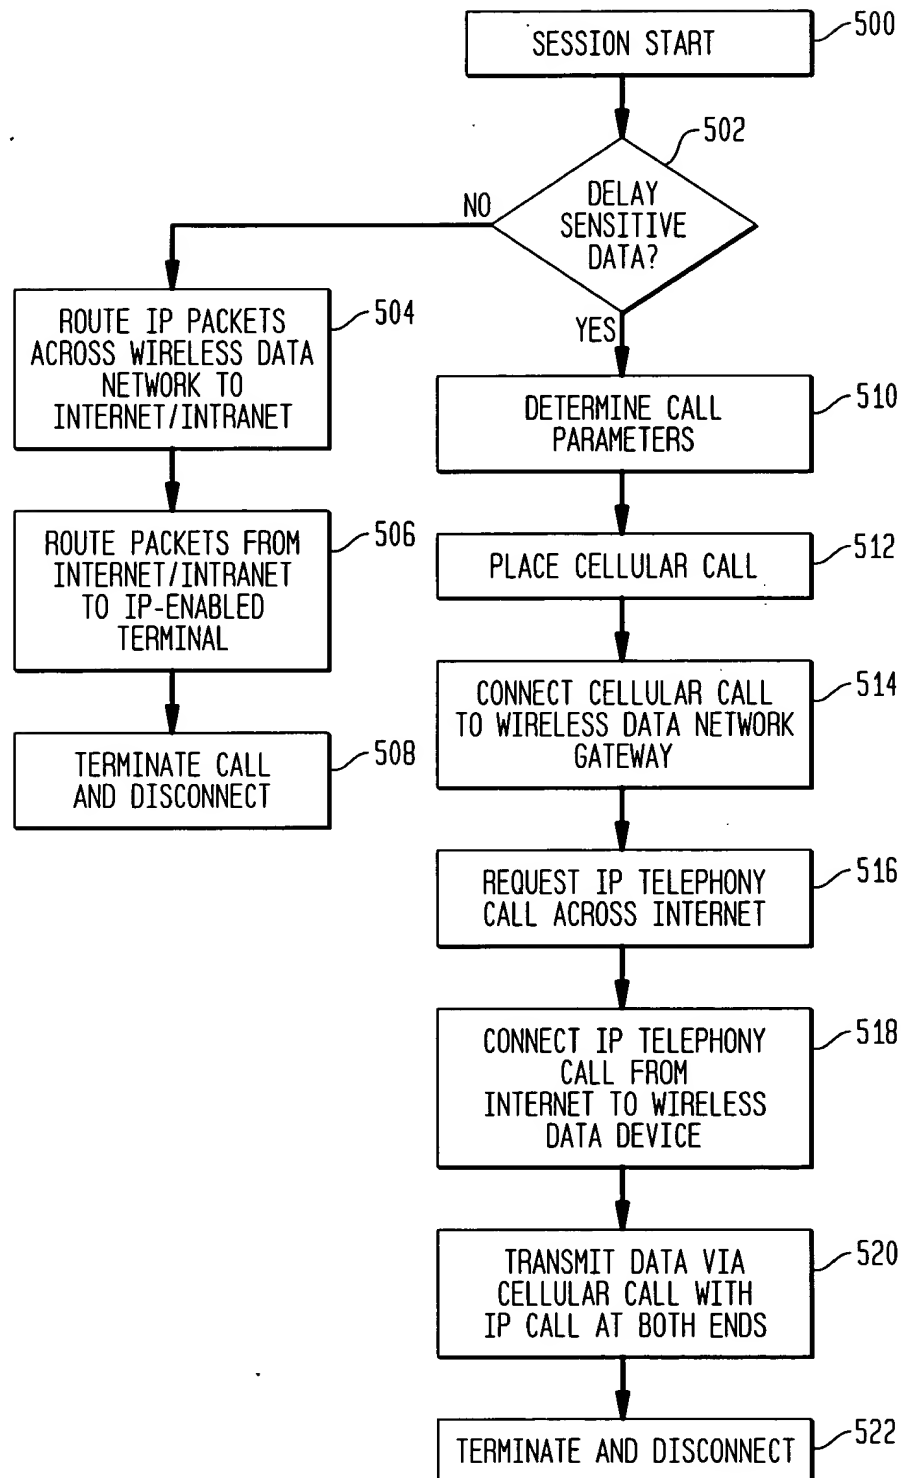 SESSION START
500
502
DELAY
SENSITIVE
DATA?
NO
YES
ROUTE IP PACKETS
ACROSS WIRELESS DATA
NETWORK TO
INTERNET/INTRANET
504
ROUTE PACKETS FROM
INTERNET/INTRANET
TO IP-ENABLED
TERMINAL
506
TERMINATE CALL
AND DISCONNECT
508
DETERMINE CALL
PARAMETERS
510
PLACE CELLULAR CALL
512
CONNECT CELLULAR CALL
TO WIRELESS DATA NETWORK
GATEWAY
514
REQUEST IP TELEPHONY
CALL ACROSS INTERNET
516
CONNECT IP TELEPHONY
CALL FROM
INTERNET TO WIRELESS
DATA DEVICE
518
TRANSMIT DATA VIA
CELLULAR CALL WITH
IP CALL AT BOTH ENDS
520
TERMINATE AND DISCONNECT
522